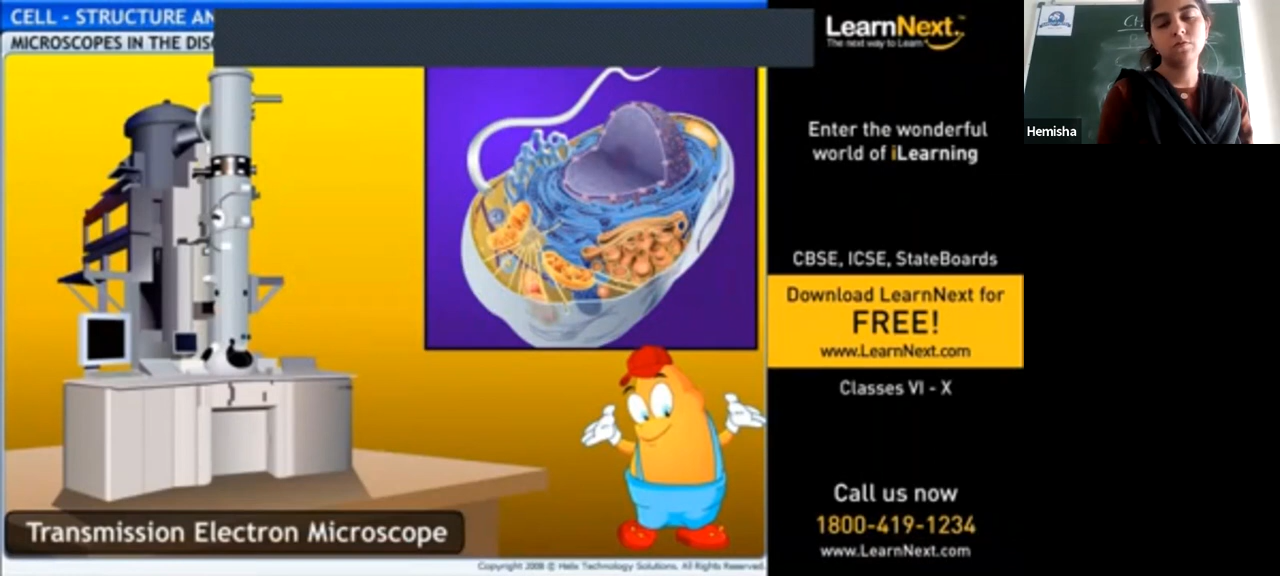 CELL - STRUCTURE AN
MICROSCOPES IN THE DISC
Transmission Electron Microscope
Copyright 2008 © Helix Technology Solutions. All Rights Reserved.
LearnNext.™
The next way to Learn
Enter the wonderful
world of iLearning
CBSE, ICSE, StateBoards
Download LearnNext for
FREE!
www.LearnNext.com
Classes VI - X
Call us now
1800-419-1234
www.LearnNext.com
Hemisha